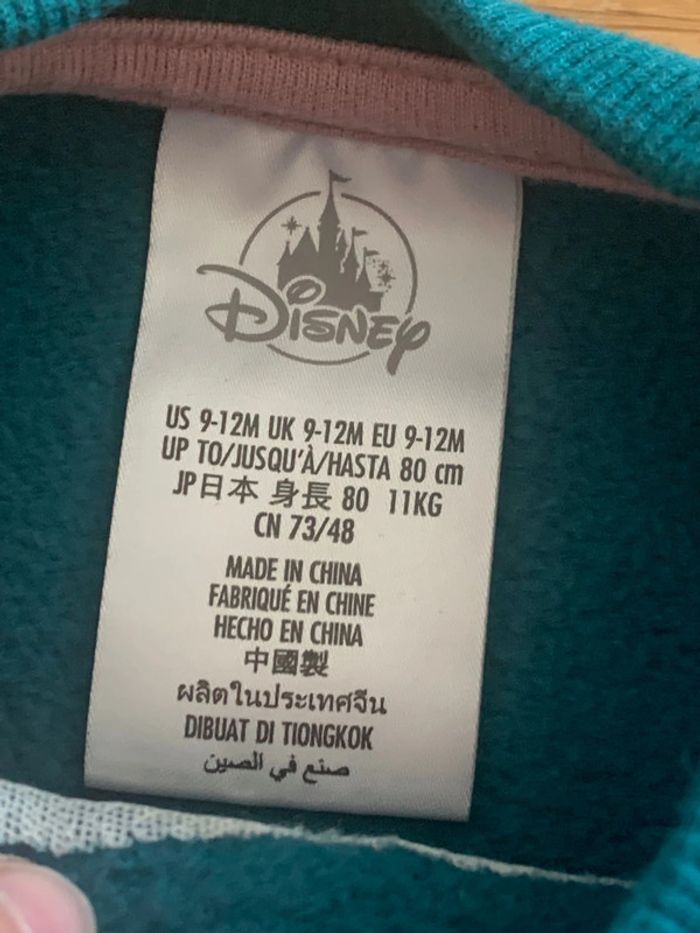 Disney
US 9-12M UK 9-12M EU 9-12M
UP TO/JUSQU'À/HASTA 80 cm
JP日本 身長 80 11KG
CN 73/48
MADE IN CHINA
FABRIQUÉ EN CHINE
HECHO EN CHINA
中國製
ผลิตในประเทศจีน
DIBUAT DI TIONGKOK
صنع في الصين